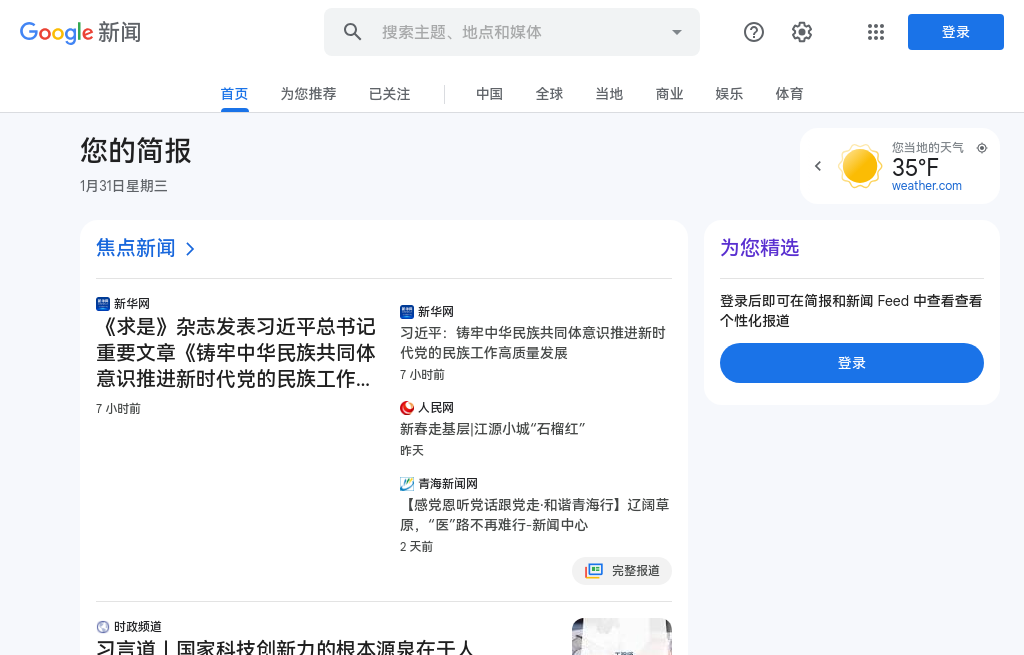 Google 新闻
搜索主题、地点和媒体
登录
首页
为您推荐
已关注
中国
全球
当地
商业
娱乐
体育
您的简报
1月31日星期三
您当地的天气
35°F
weather.com
焦点新闻
新华网
《求是》杂志发表习近平总书记
重要文章《铸牢中华民族共同体
意识推进新时代党的民族工作...
7 小时前
新华网
习近平：铸牢中华民族共同体意识推进新时
代党的民族工作高质量发展
7 小时前
人民网
新春走基层|江源小城“石榴红”
昨天
青海新闻网
【感党恩听党话跟党走·和谐青海行】辽阔草
原，“医”路不再难行-新闻中心
2 天前
完整报道
时政频道
习言道丨国家科技创新力的根本源泉在于人
为您精选
登录后即可在简报和新闻 Feed 中查看查看
个性化报道
登录